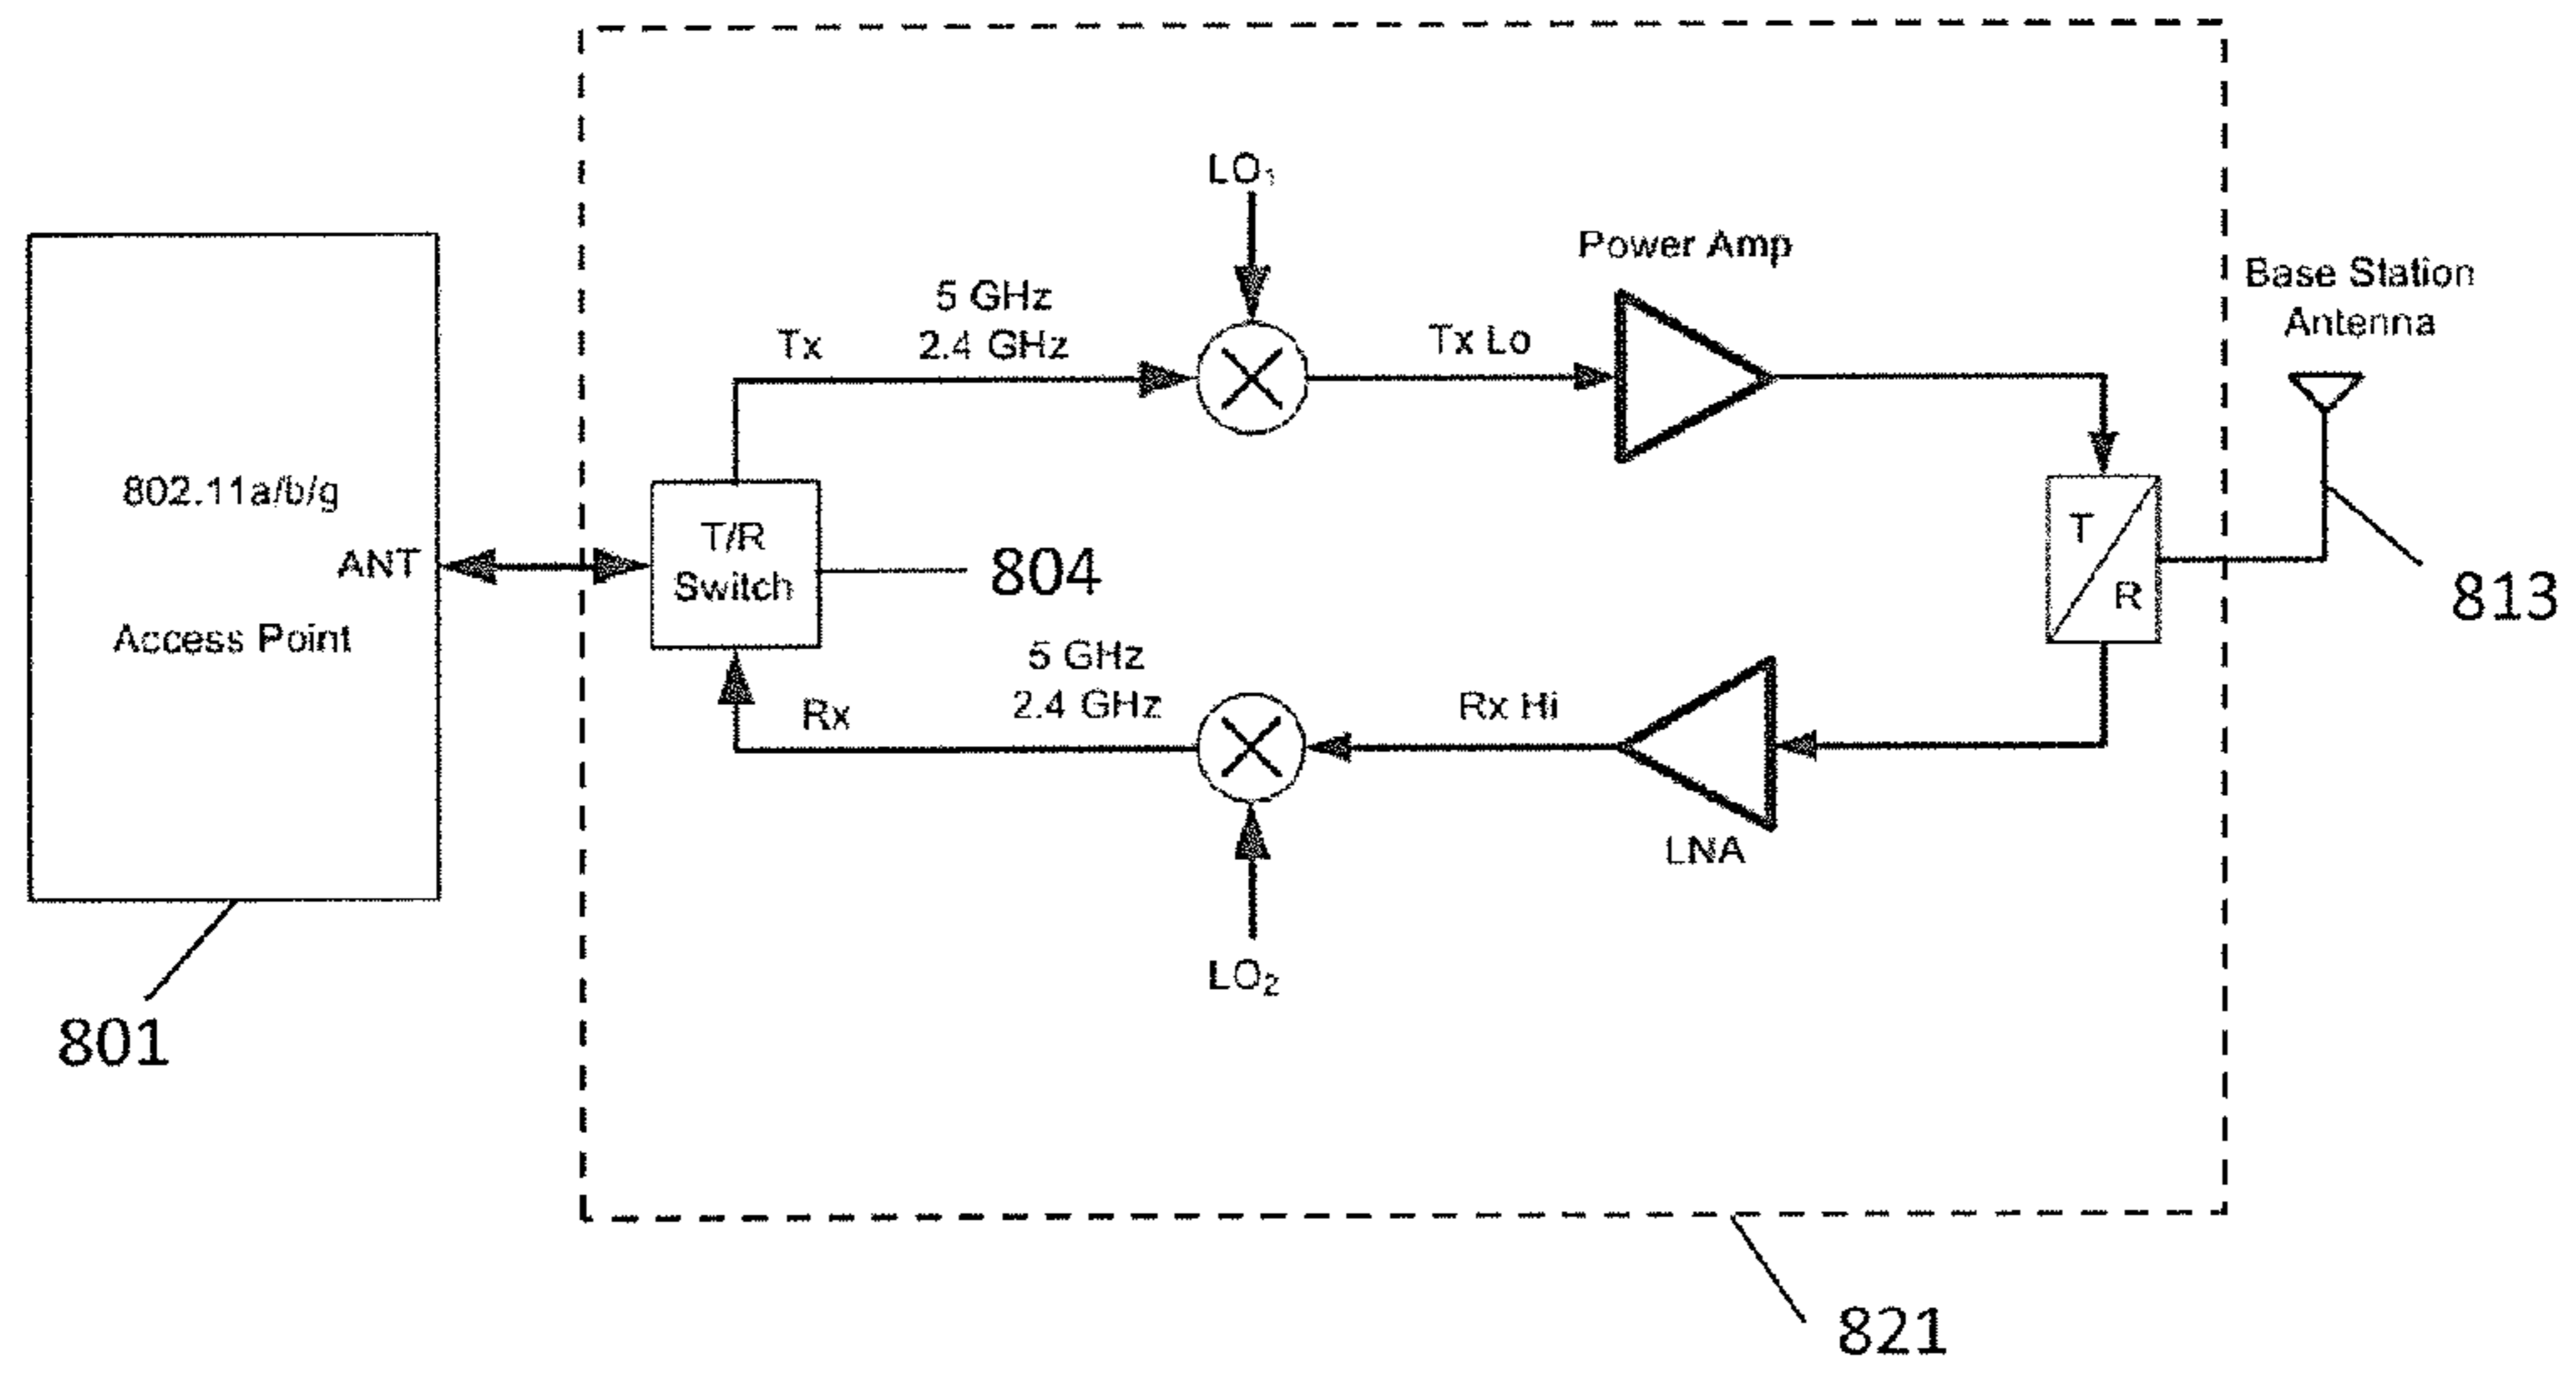 LO₁
Power Amp
Base Station
Antenna
5 GHz
2.4 GHz
Tx
Tx Lo
802.11a/b/g
ANT
Access Point
T/R
Switch
804
T
R
813
5 GHz
2.4 GHz
Rx
Rx Hi
LNA
LO₂
801
821